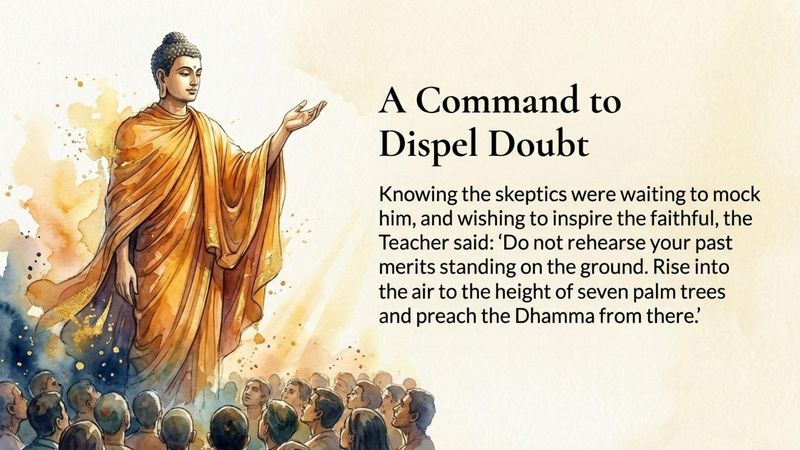 A Command to
Dispel Doubt
Knowing the skeptics were waiting to mock
him, and wishing to inspire the faithful, the
Teacher said: ‘Do not rehearse your past
merits standing on the ground. Rise into
the air to the height of seven palm trees
and preach the Dhamma from there.’